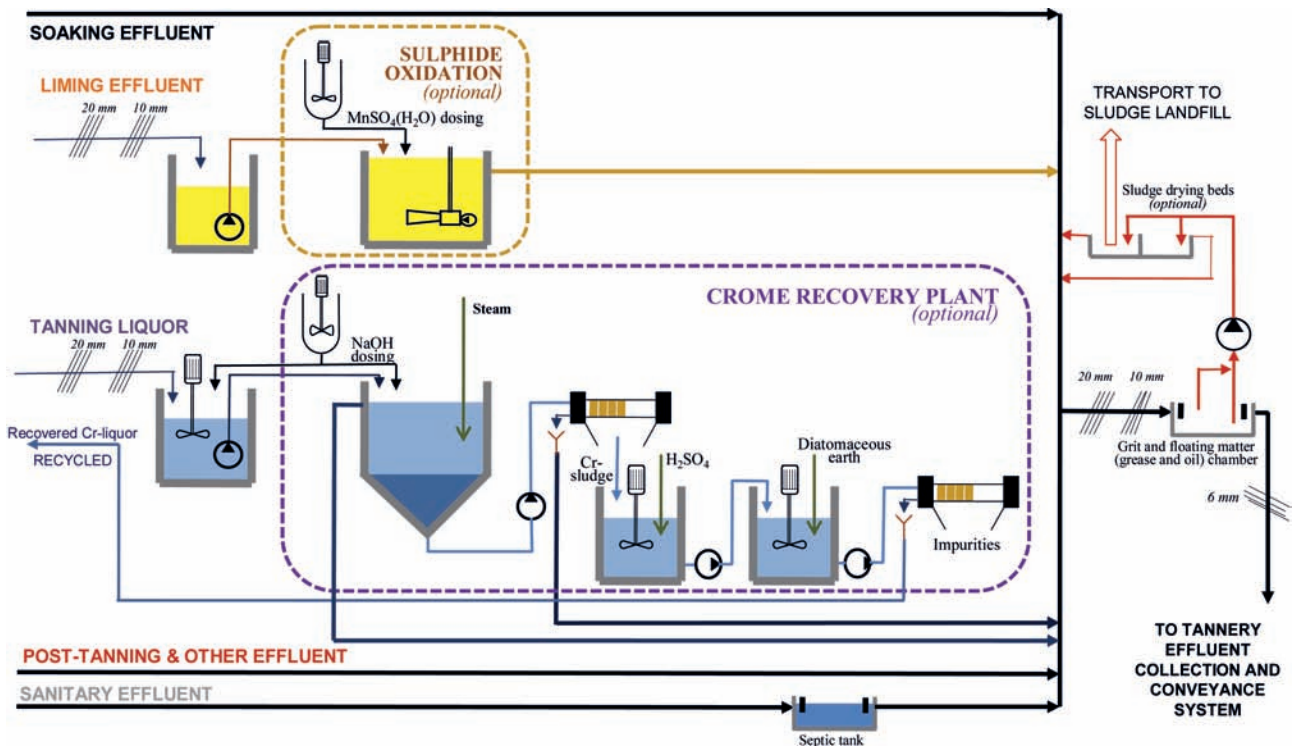 SOAKING EFFLUENT
SULPHIDE
OXIDATION
(optional)
LIMING EFFLUENT
20 mm
10 mm
MnSO4(H2O) dosing
TRANSPORT TO
SLUDGE LANDFILL
Sludge drying beds
(optional)
CROME RECOVERY PLANT
(optional)
Steam
TANNING LIQUOR
20 mm
10 mm
NaOH
dosing
Recovered Cr-liquor
RECYCLED
Cr-
sludge
H2SO4
Diatomaceous
earth
Impurities
20 mm
10 mm
Grit and floating matter
(grease and oil) chamber
6 mm
TO TANNERY
EFFLUENT
COLLECTION AND
CONVEYANCE
SYSTEM
POST-TANNING & OTHER EFFLUENT
SANITARY EFFLUENT
Septic tank